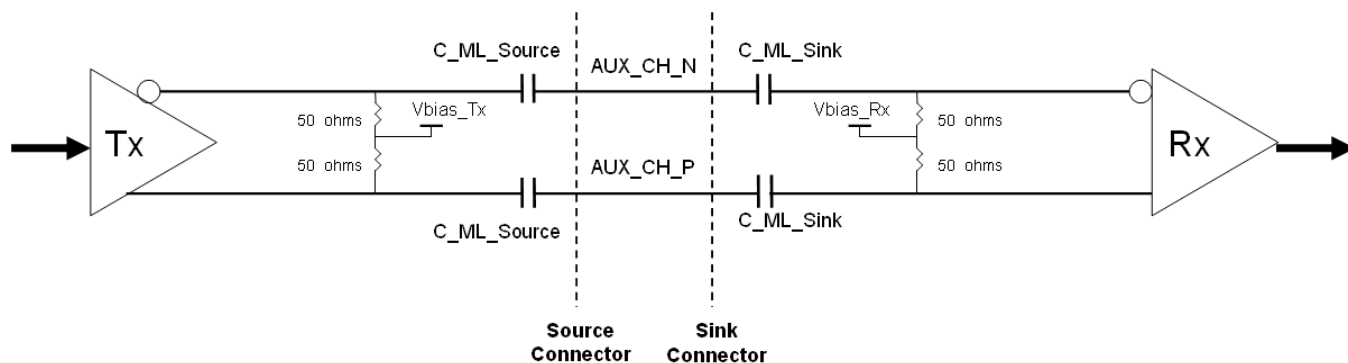 C_ML_Source
C_ML_Sink
AUX_CH_N
Tx
50 ohms
Vbias_Tx
Vbias_Rx
50 ohms
Rx
50 ohms
50 ohms
AUX_CH_P
C_ML_Source
C_ML_Sink
Source
Connector
Sink
Connector